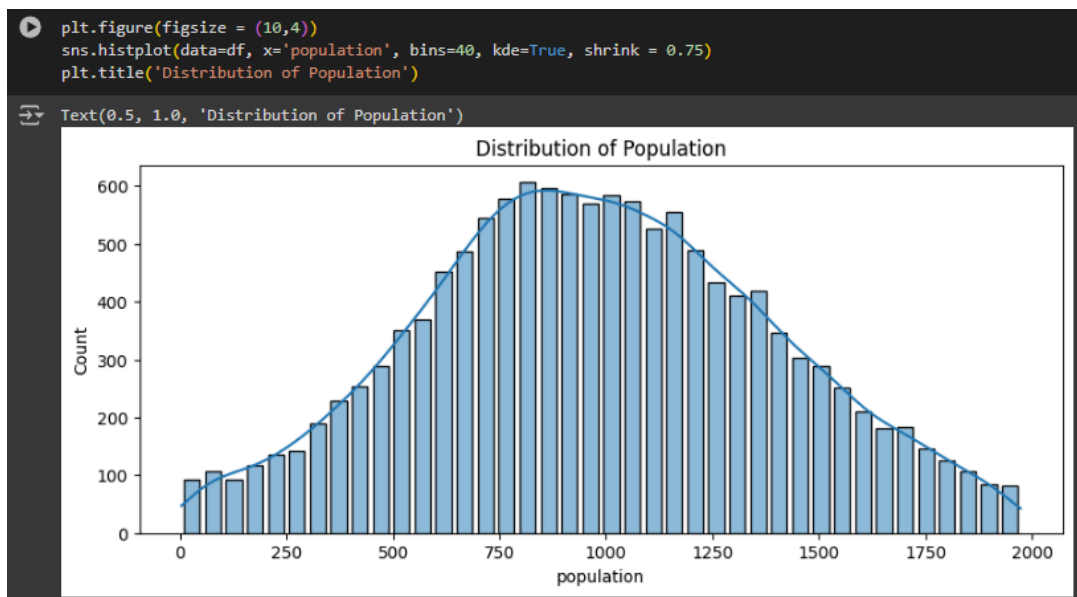 plt.figure(figsize = (10,4))
sns.histplot(data=df, x='population', bins=40, kde=True, shrink = 0.75)
plt.title('Distribution of Population')
Text(0.5, 1.0, 'Distribution of Population')
Distribution of Population
600
500
400
300
200
100
0
Count
0 250 500 750 1000 1250 1500 1750 2000
population